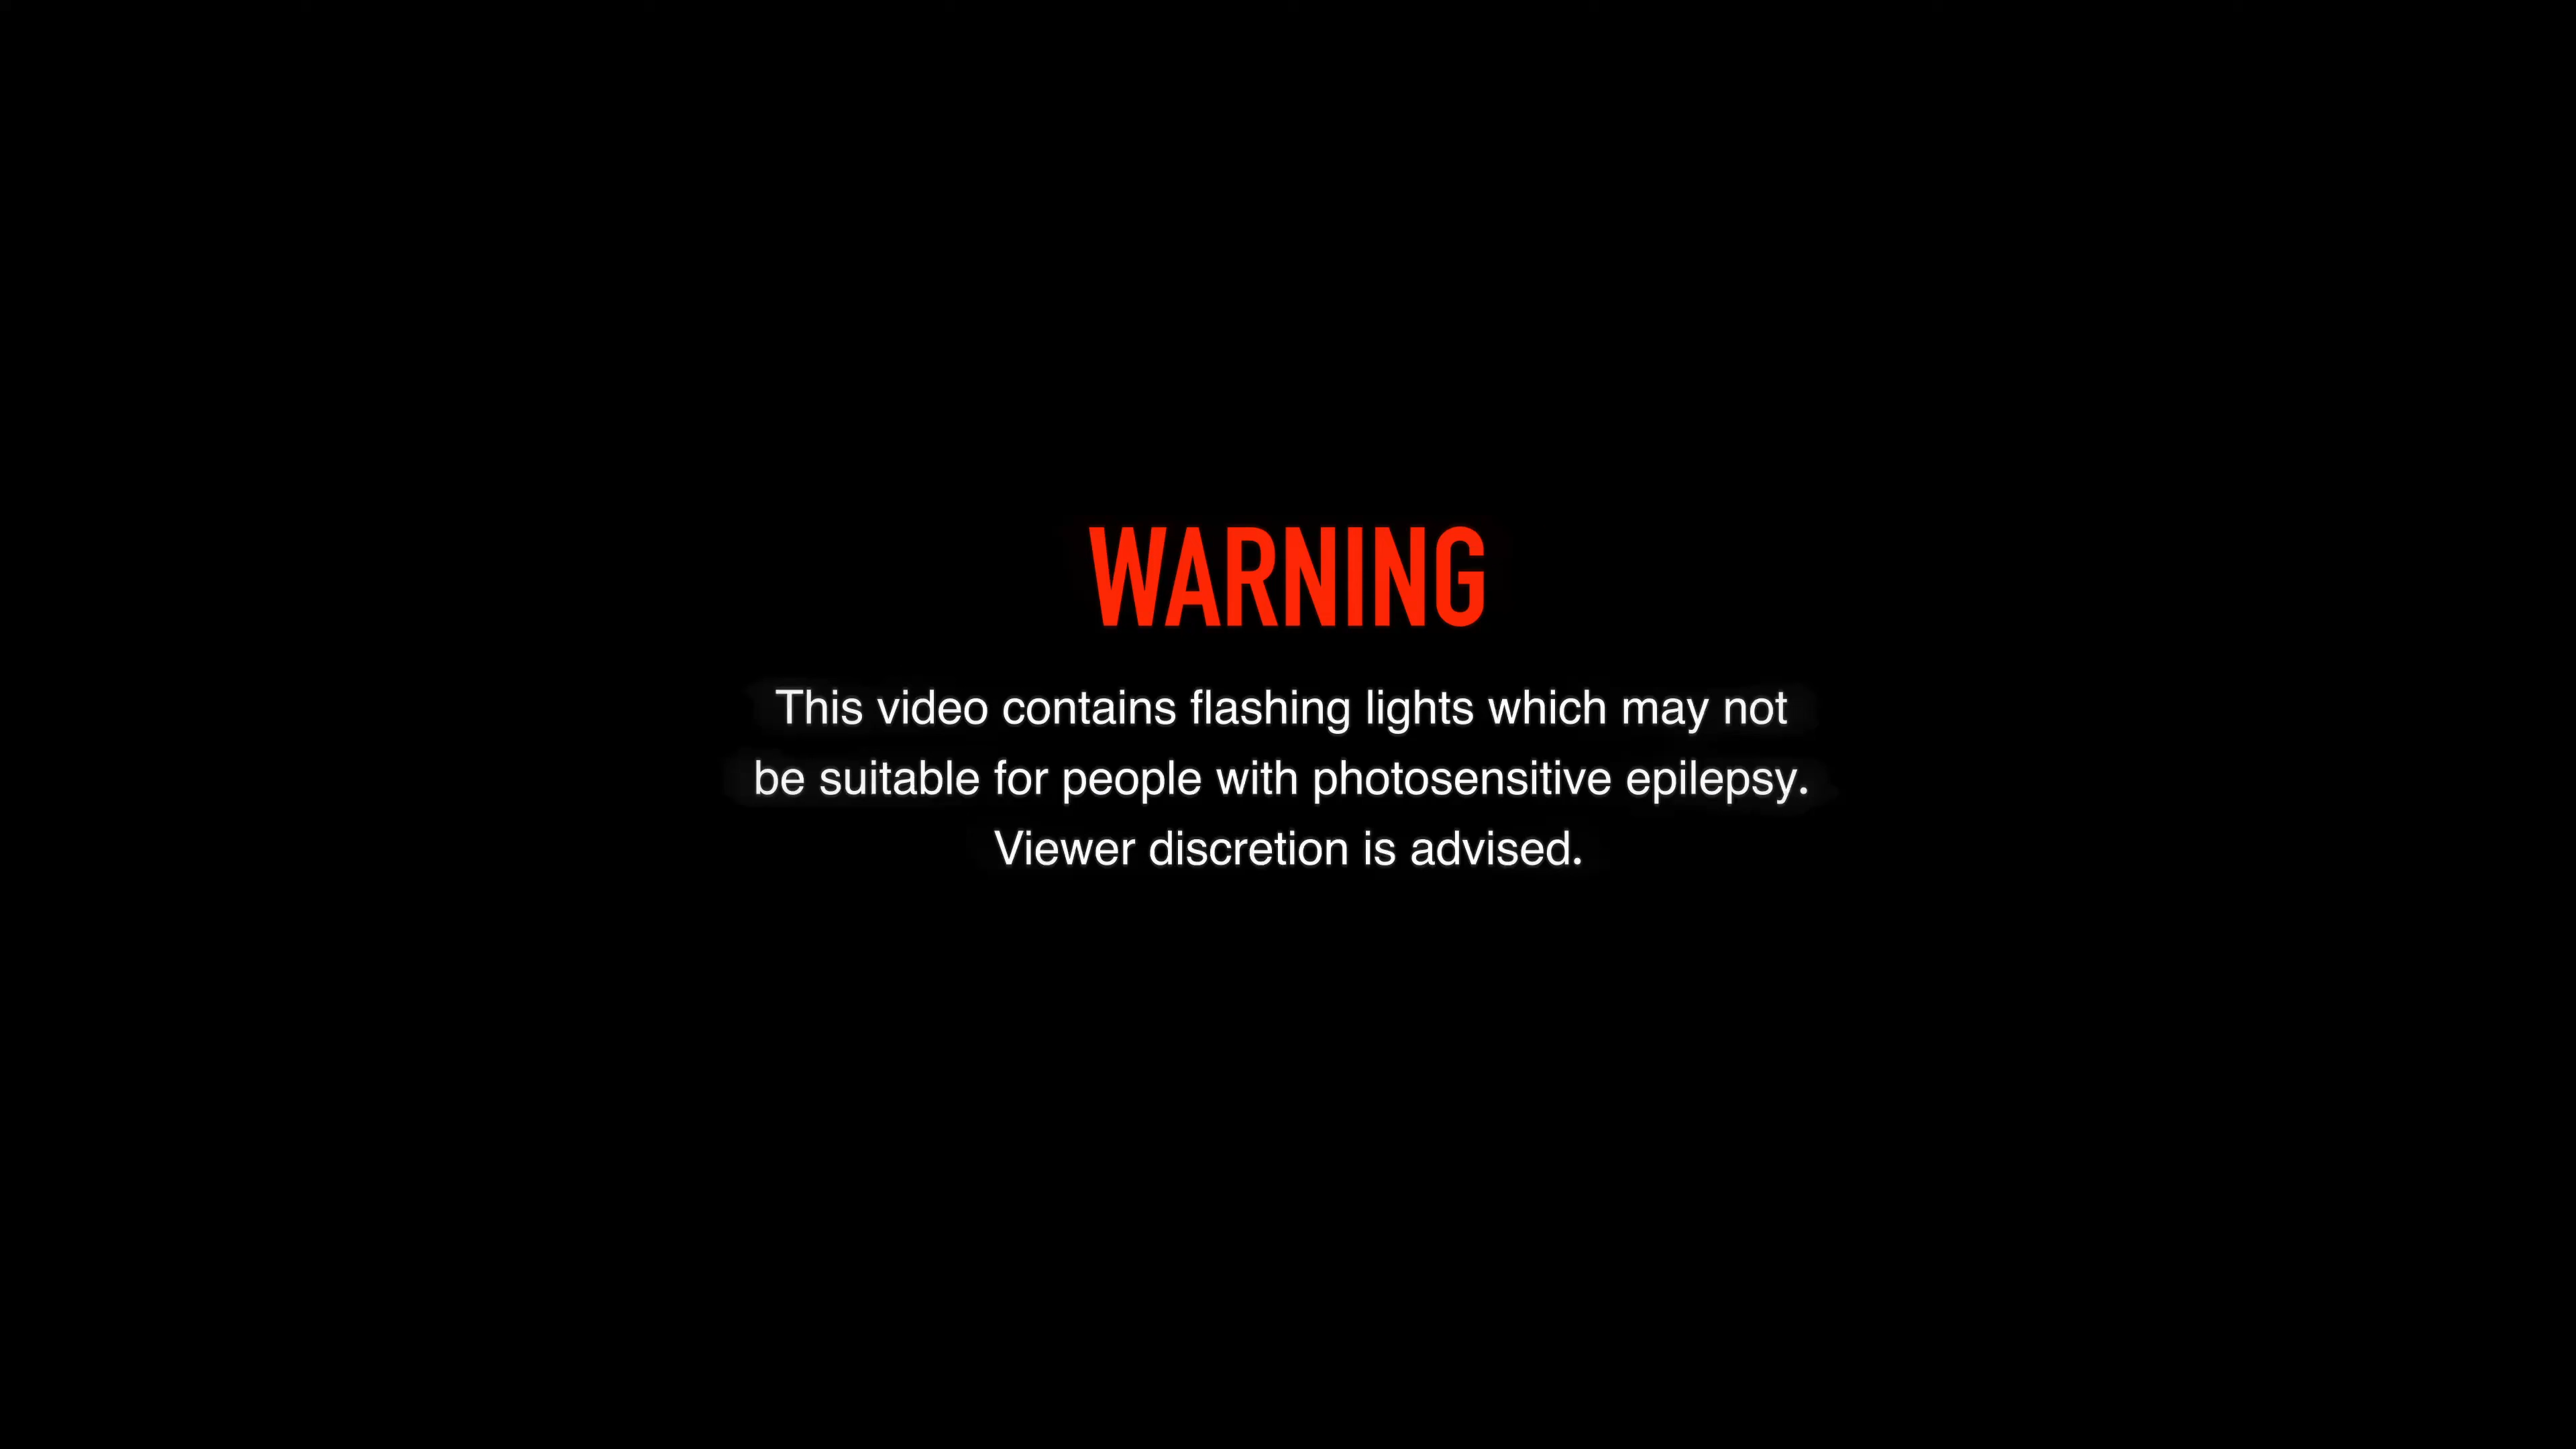 WARNING
This video contains flashing lights which may not
be suitable for people with photosensitive epilepsy.
Viewer discretion is advised.